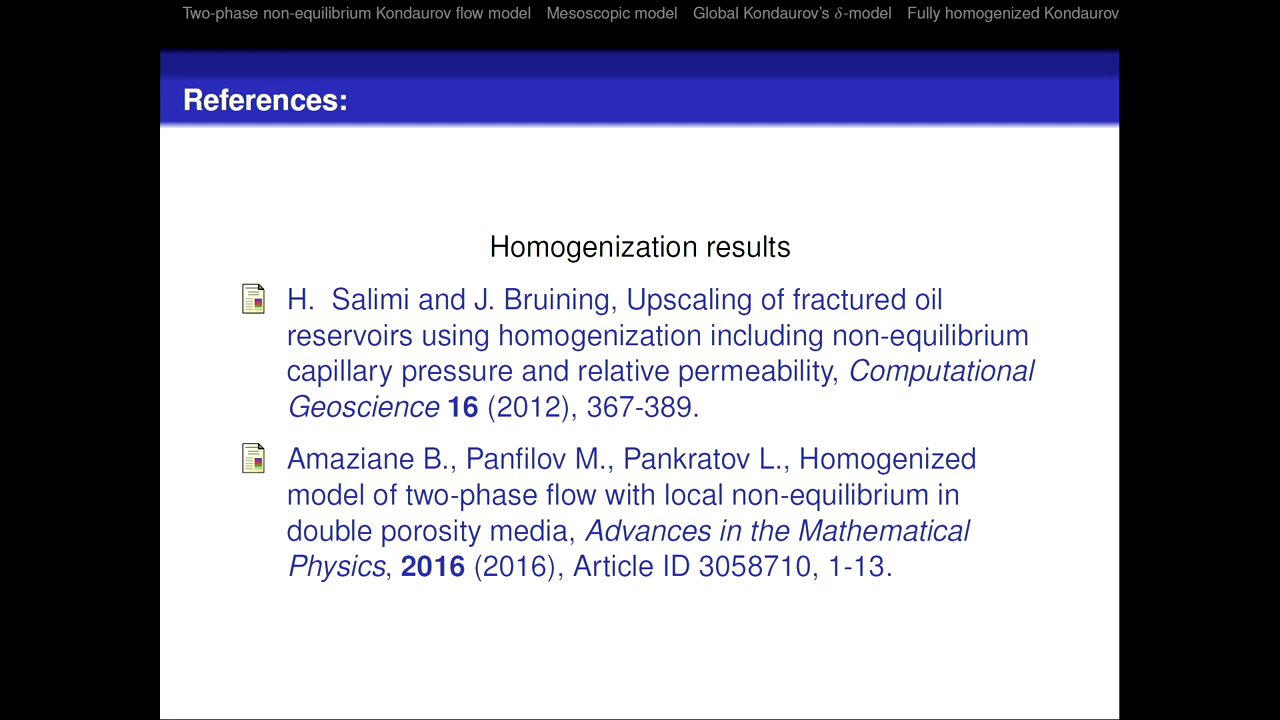 Two-phase non-equilibrium Kondaurov flow model Mesoscopic model Global Kondaurov's δ-model Fully homogenized Kondaurov
References:
Homogenization results
H. Salimi and J. Bruining, Upscaling of fractured oil
reservoirs using homogenization including non-equilibrium
capillary pressure and relative permeability, Computational
Geoscience 16 (2012), 367-389.
Amaziane B., Panfilov M., Pankratov L., Homogenized
model of two-phase flow with local non-equilibrium in
double porosity media, Advances in the Mathematical
Physics, 2016 (2016), Article ID 3058710, 1-13.